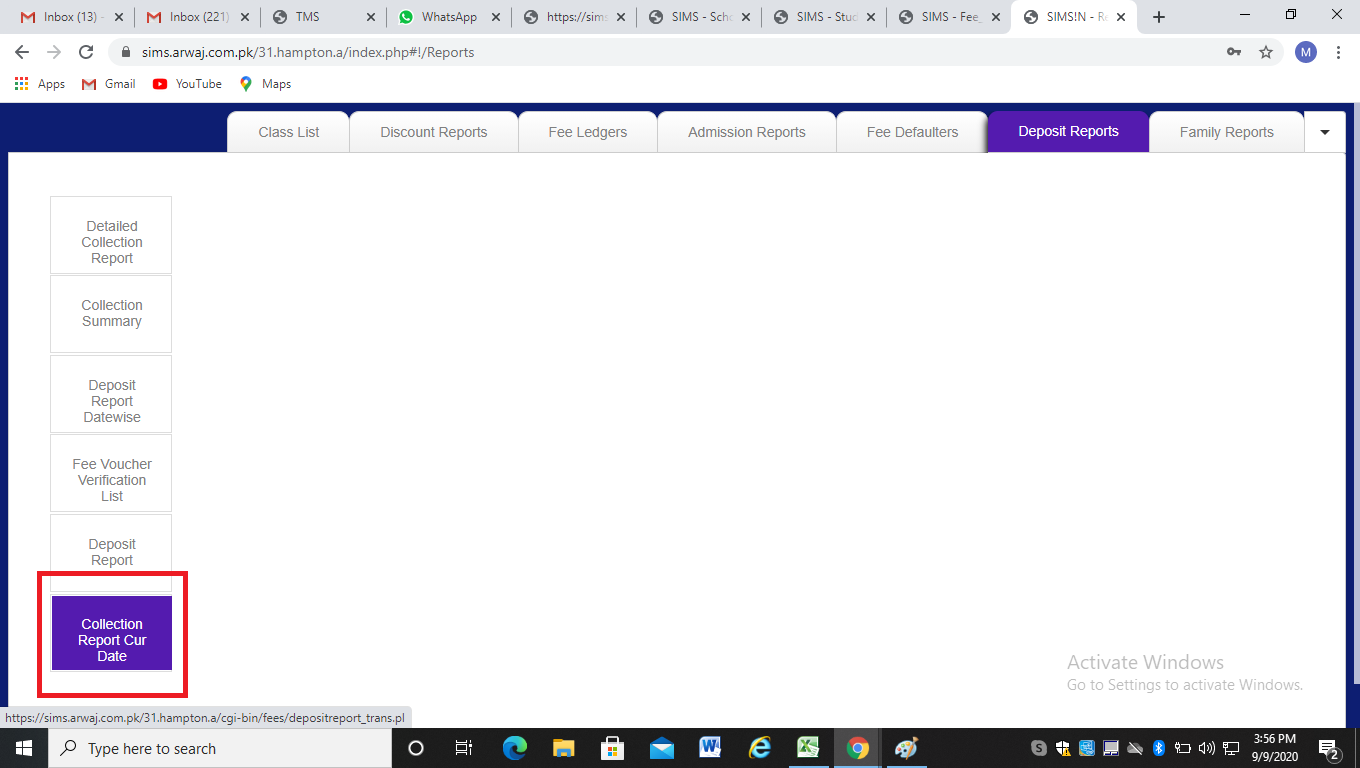 Inbox (13) -
Inbox (221)
TMS
WhatsApp
https://sims
SIMS - Scho
SIMS - Stud
SIMS - Fee_
SIMS!N - Re
sims.arwaj.com.pk/31.hampton.a/index.php#!/Reports
M
Apps
Gmail
YouTube
Maps
Class List
Discount Reports
Fee Ledgers
Admission Reports
Fee Defaulters
Deposit Reports
Family Reports
Detailed
Collection
Report
Collection
Summary
Deposit
Report
Datewise
Fee Voucher
Verification
List
Deposit
Report
Collection
Report Cur
Date
Activate Windows
Go to Settings to activate Windows.
https://sims.arwaj.com.pk/31.hampton.a/cgi-bin/fees/depositreport_trans.pl
Type here to search
3:56 PM
9/9/2020
2